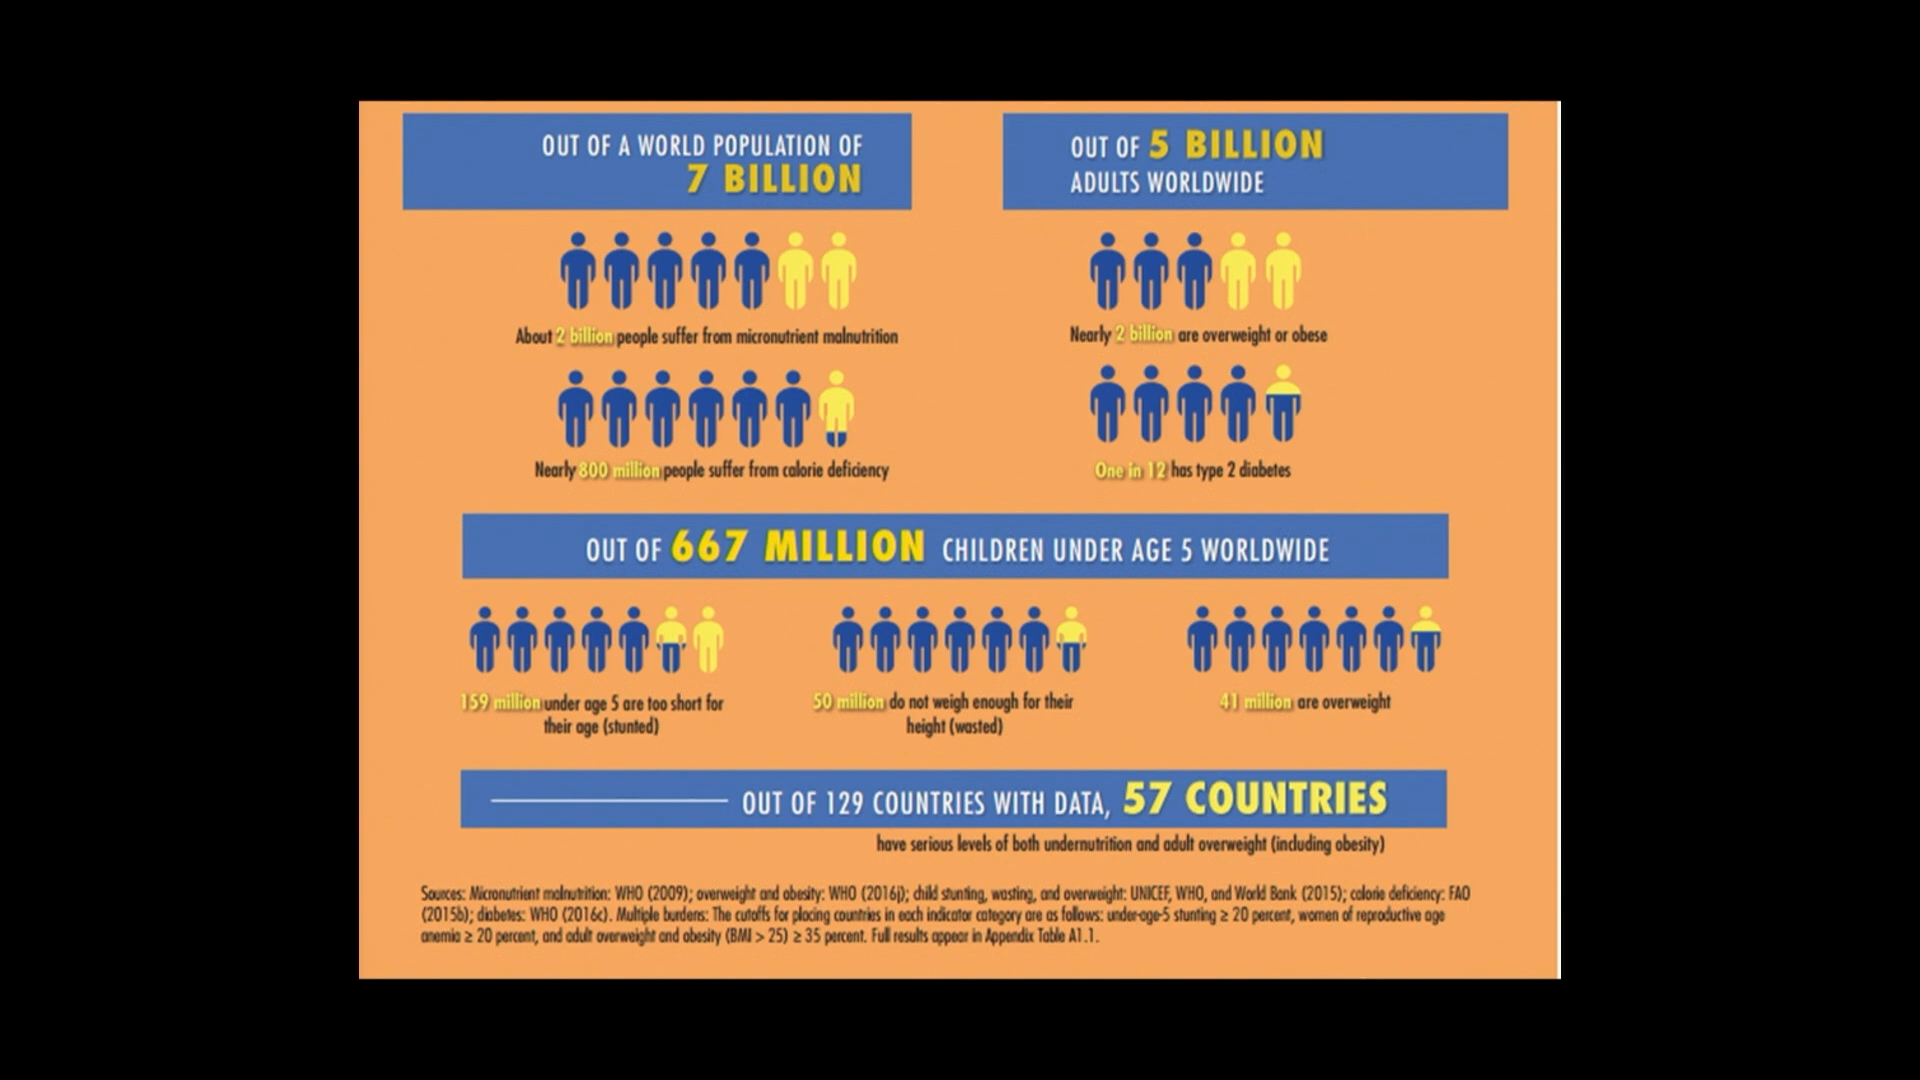 OUT OF A WORLD POPULATION OF
7 BILLION
About 2 billion people suffer from micronutrient malnutrition
Nearly 800 million people suffer from calorie deficiency
OUT OF 5 BILLION
ADULTS WORLDWIDE
Nearly 2 billion are overweight or obese
One in 12 has type 2 diabetes
OUT OF 667 MILLION CHILDREN UNDER AGE 5 WORLDWIDE
159 million under age 5 are too short for
their age (stunted)
50 million do not weigh enough for their
height (wasted)
41 million are overweight
OUT OF 129 COUNTRIES WITH DATA, 57 COUNTRIES
have serious levels of both undernutrition and adult overweight (including obesity)
Sources: Micronutrient malnutrition: WHO (2009); overweight and obesity: WHO (2016j); child stunting, wasting, and overweight: UNICEF, WHO, and World Bank (2015); calorie deficiency: FAO
(2015b); diabetes: WHO (2016c). Multiple burdens: The cutoffs for placing countries in each indicator category are as follows: under-age-5 stunting ≥ 20 percent, women of reproductive age
anemia ≥ 20 percent, and adult overweight and obesity (BMI > 25) ≥ 35 percent. Full results appear in Appendix Table A1.1.